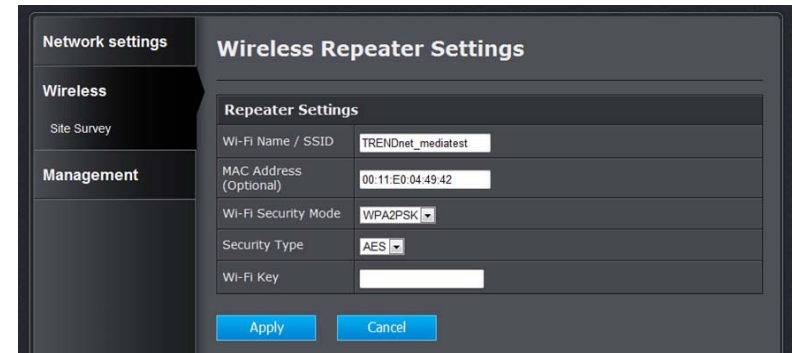 Network settings
Wireless
Site Survey
Management
Wireless Repeater Settings
Repeater Settings
Wi-Fi Name / SSID TRENDnet_mediatest
MAC Address
(Optional) 00:11:E0:04:49:42
Wi-Fi Security Mode WPA2PSK
Security Type AES
Wi-Fi Key
Apply Cancel